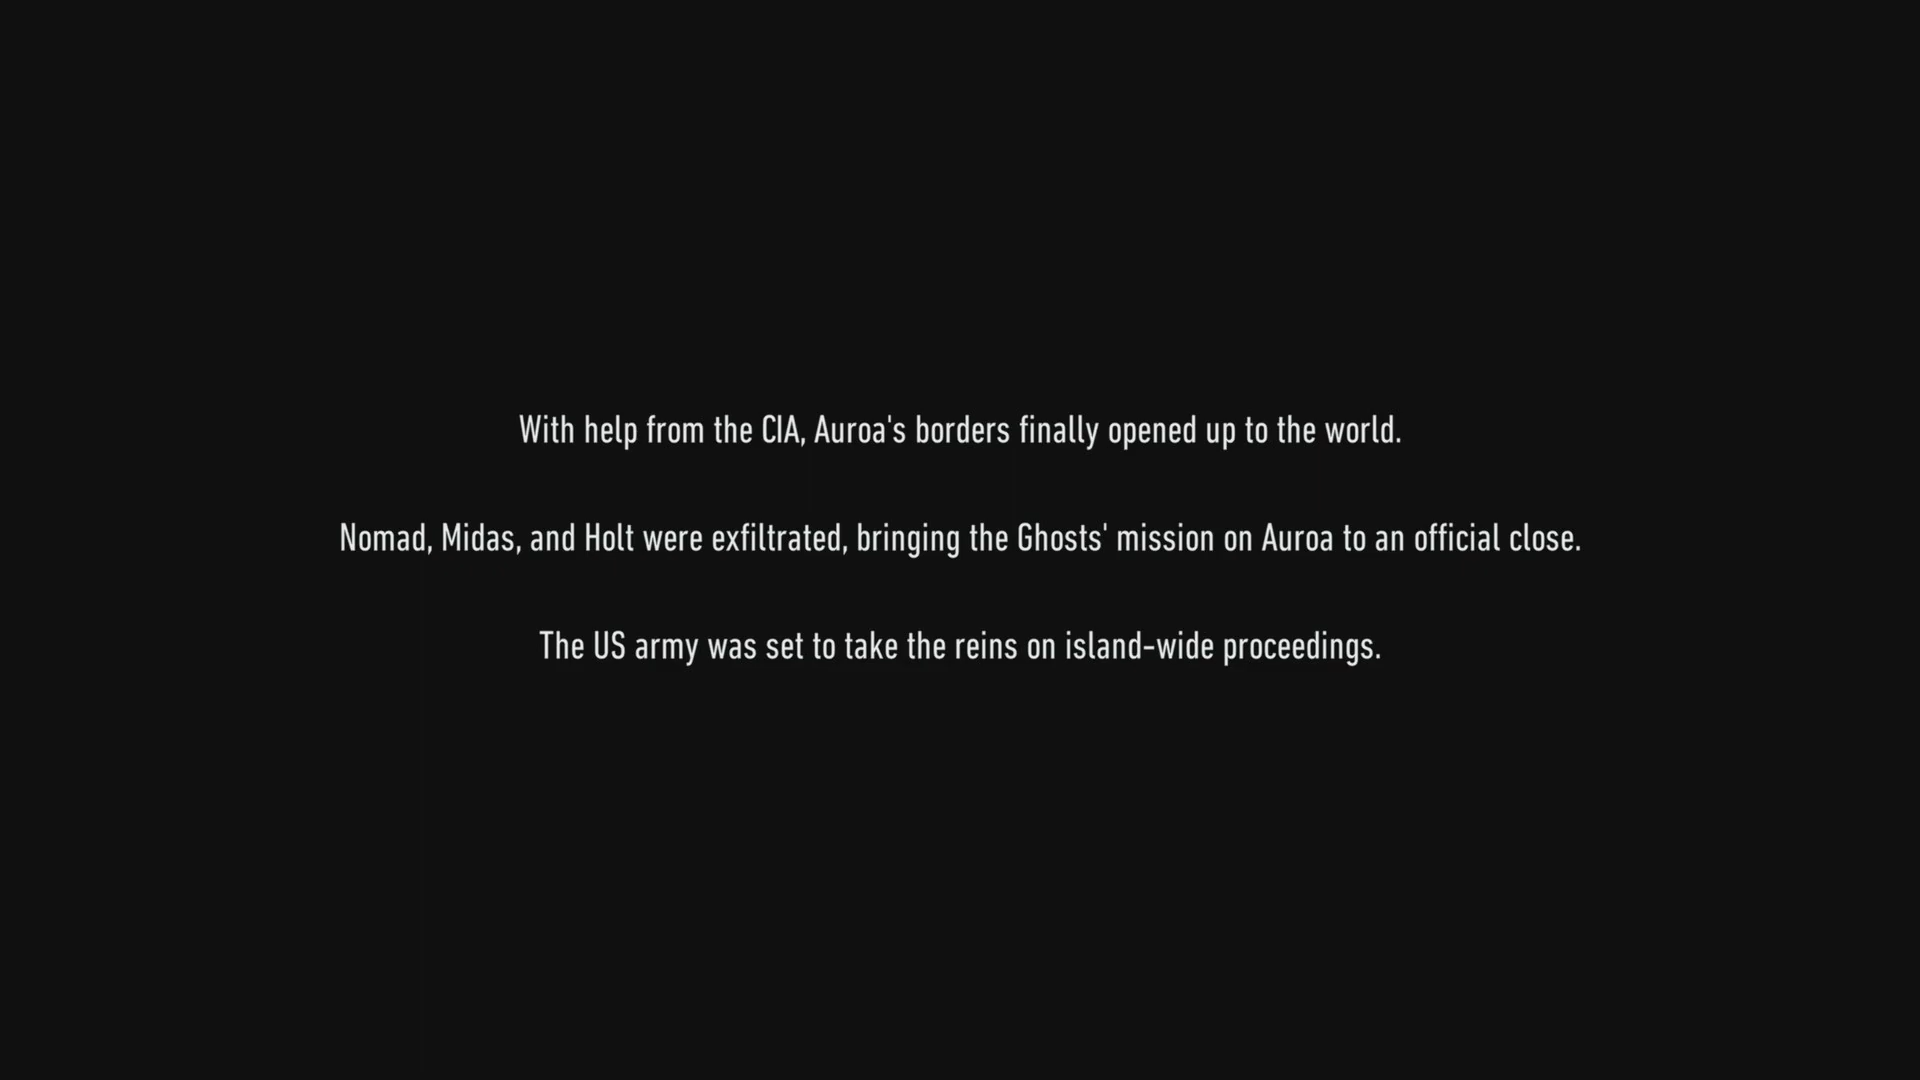 With help from the CIA, Auroa's borders finally opened up to the world.
Nomad, Midas, and Holt were exfiltrated, bringing the Ghosts' mission on Auroa to an official close.
The US army was set to take the reins on island-wide proceedings.